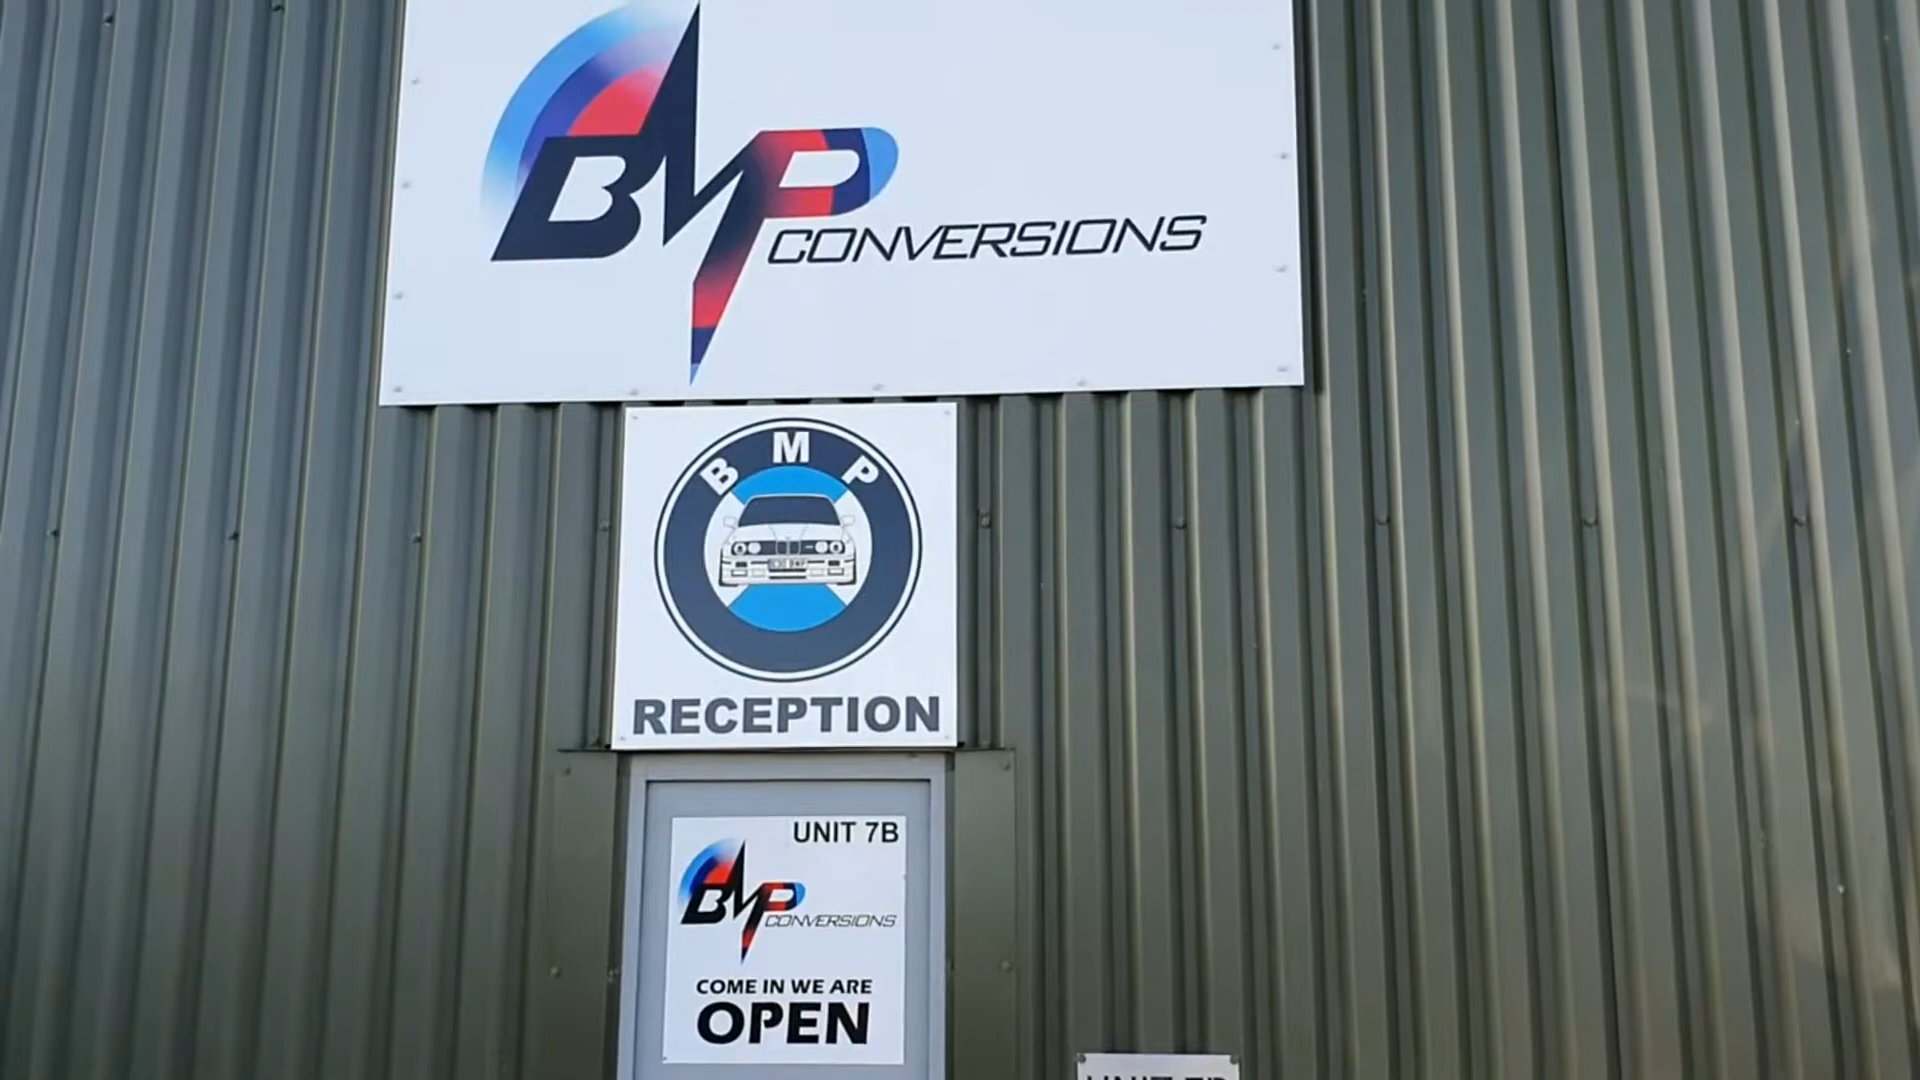 BMP
CONVERSIONS
BMP
RECEPTION
UNIT 7B
BMP
CONVERSIONS
COME IN WE ARE
OPEN